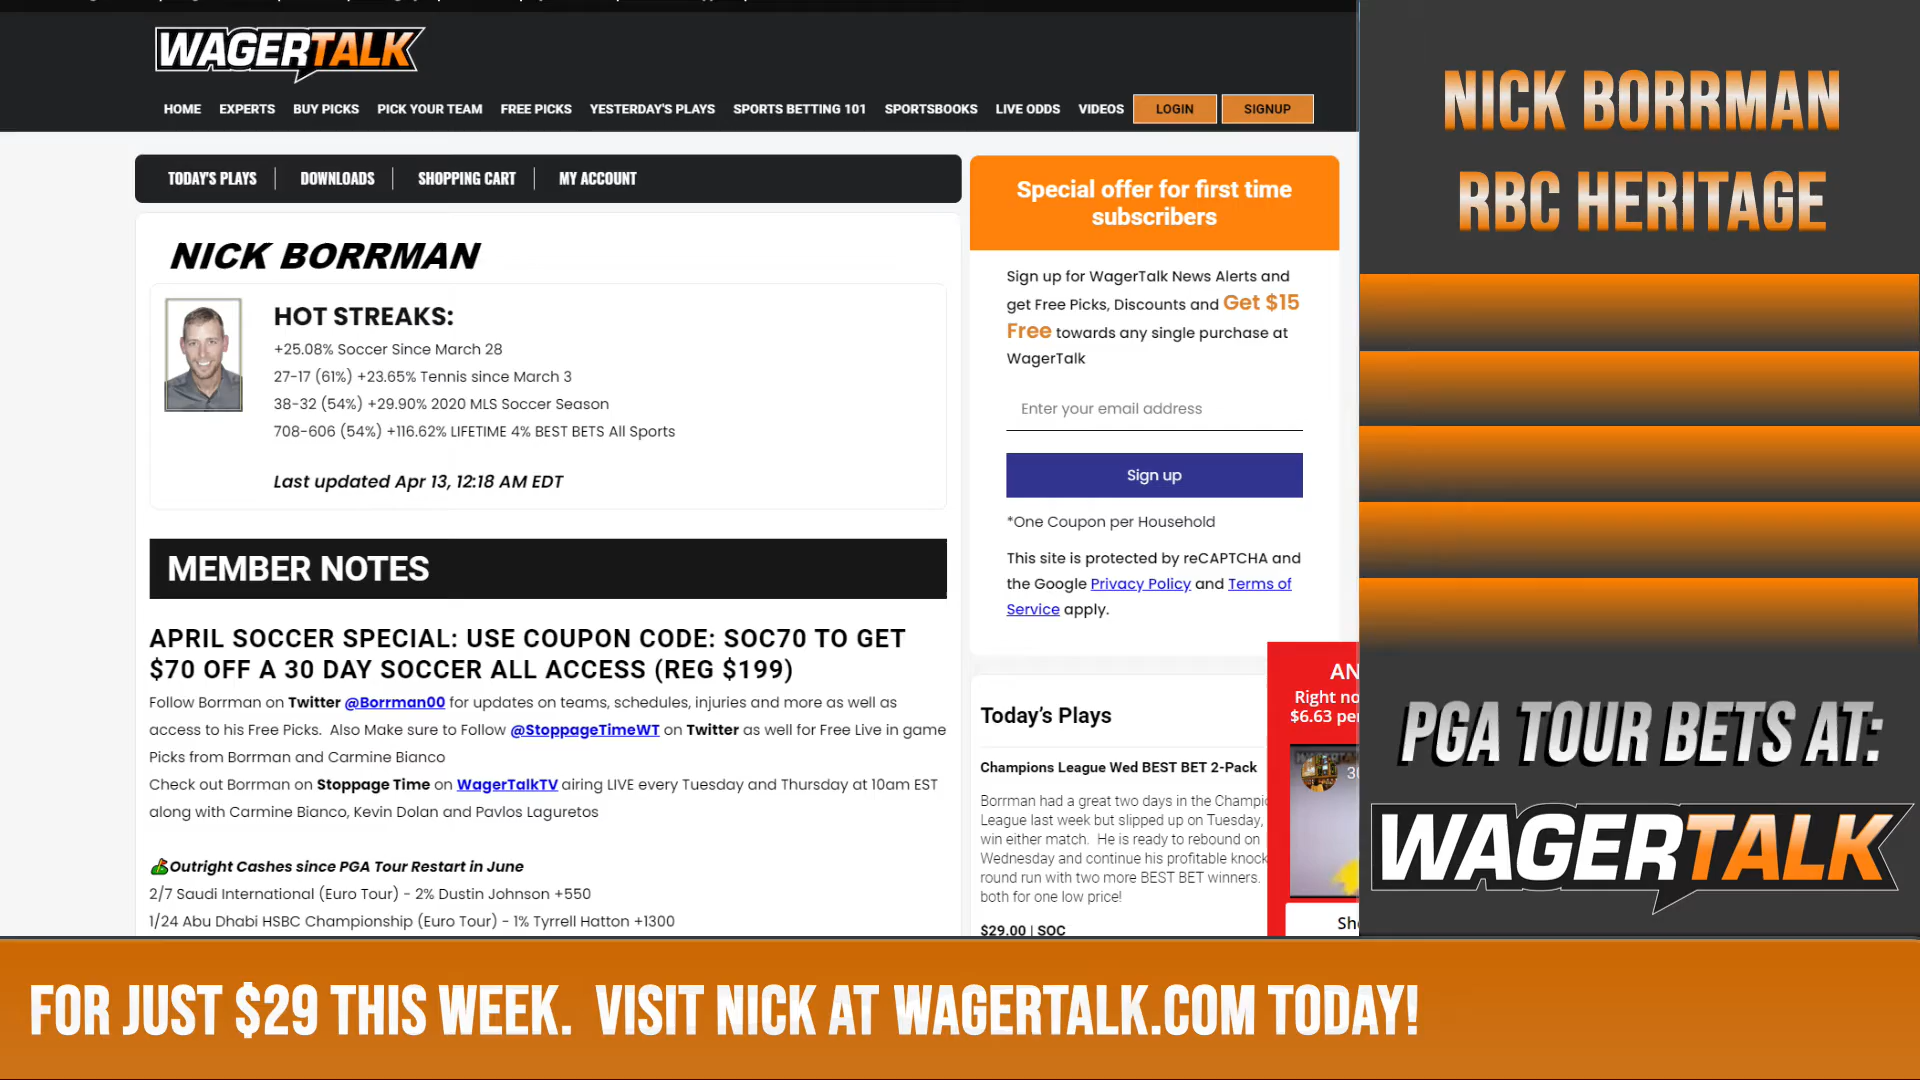 WAGERTALK
HOME EXPERTS BUY PICKS PICK YOUR TEAM FREE PICKS YESTERDAY'S PLAYS SPORTS BETTING 101 SPORTSBOOKS LIVE ODDS VIDEOS LOGIN SIGNUP
TODAY'S PLAYS DOWNLOADS SHOPPING CART MY ACCOUNT
NICK BORRMAN
HOT STREAKS:
+25.08% Soccer Since March 28
27-17 (61%) +23.65% Tennis since March 3
38-32 (54%) +29.90% 2020 MLS Soccer Season
708-606 (54%) +116.62% LIFETIME 4% BEST BETS All Sports
Last updated Apr 13, 12:18 AM EDT
MEMBER NOTES
APRIL SOCCER SPECIAL: USE COUPON CODE: SOC70 TO GET
$70 OFF A 30 DAY SOCCER ALL ACCESS (REG $199)
Follow Borrman on Twitter @Borrman00 for updates on teams, schedules, injuries and more as well as
access to his Free Picks. Also Make sure to Follow @StoppageTimeWT on Twitter as well for Free Live in game
Picks from Borrman and Carmine Bianco
Check out Borrman on Stoppage Time on WagerTalkTV airing LIVE every Tuesday and Thursday at 10am EST
along with Carmine Bianco, Kevin Dolan and Pavlos Laguretos
Outright Cashes since PGA Tour Restart in June
2/7 Saudi International (Euro Tour) - 2% Dustin Johnson +550
1/24 Abu Dhabi HSBC Championship (Euro Tour) - 1% Tyrrell Hatton +1300
Special offer for first time
subscribers
Sign up for WagerTalk News Alerts and
get Free Picks, Discounts and Get $15
Free towards any single purchase at
WagerTalk
Enter your email address
Sign up
*One Coupon per Household
This site is protected by reCAPTCHA and
the Google Privacy Policy and Terms of
Service apply.
Today's Plays
Champions League Wed BEST BET 2-Pack
Borrman had a great two days in the Champio
League last week but slipped up on Tuesday,
win either match. He is ready to rebound on
Wednesday and continue his profitable knock
round run with two more BEST BET winners.
both for one low price!
$29.00 | SOC
AN
Right no
$6.63 per
30
Sh
NICK BORRMAN
RBC HERITAGE
PGA TOUR BETS AT:
WAGERTALK
FOR JUST $29 THIS WEEK. VISIT NICK AT WAGERTALK.COM TODAY!